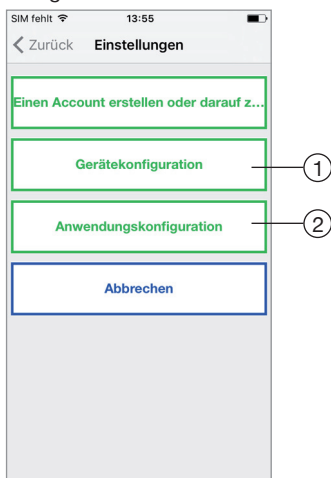 SIM fehlt 13:55
Zurück Einstellungen
Einen Account erstellen oder darauf z...
Gerätekonfiguration 1
Anwendungskonfiguration 2
Abbrechen